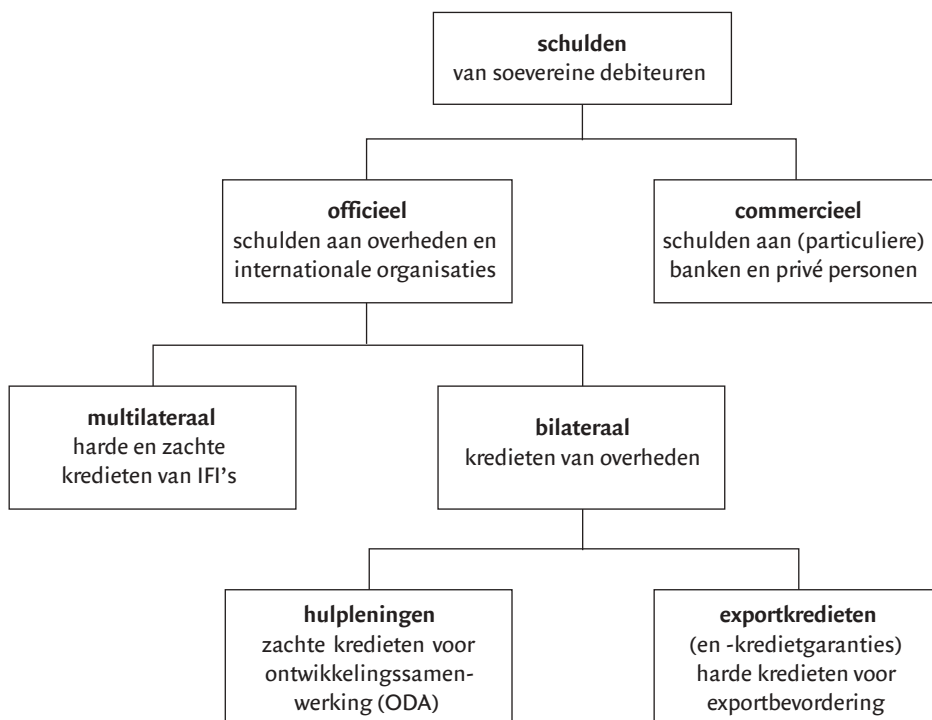 schulden
van soevereine debiteuren
officieel
schulden aan overheden en
internationale organisaties
commercieel
schulden aan (particuliere)
banken en privé personen
multilateraal
harde en zachte
kredieten van IFI's
bilateraal
kredieten van overheden
hulpleningen
zachte kredieten voor
ontwikkelingssamen-
werking (ODA)
exportkredieten
(en -kredietgaranties)
harde kredieten voor
exportbevordering